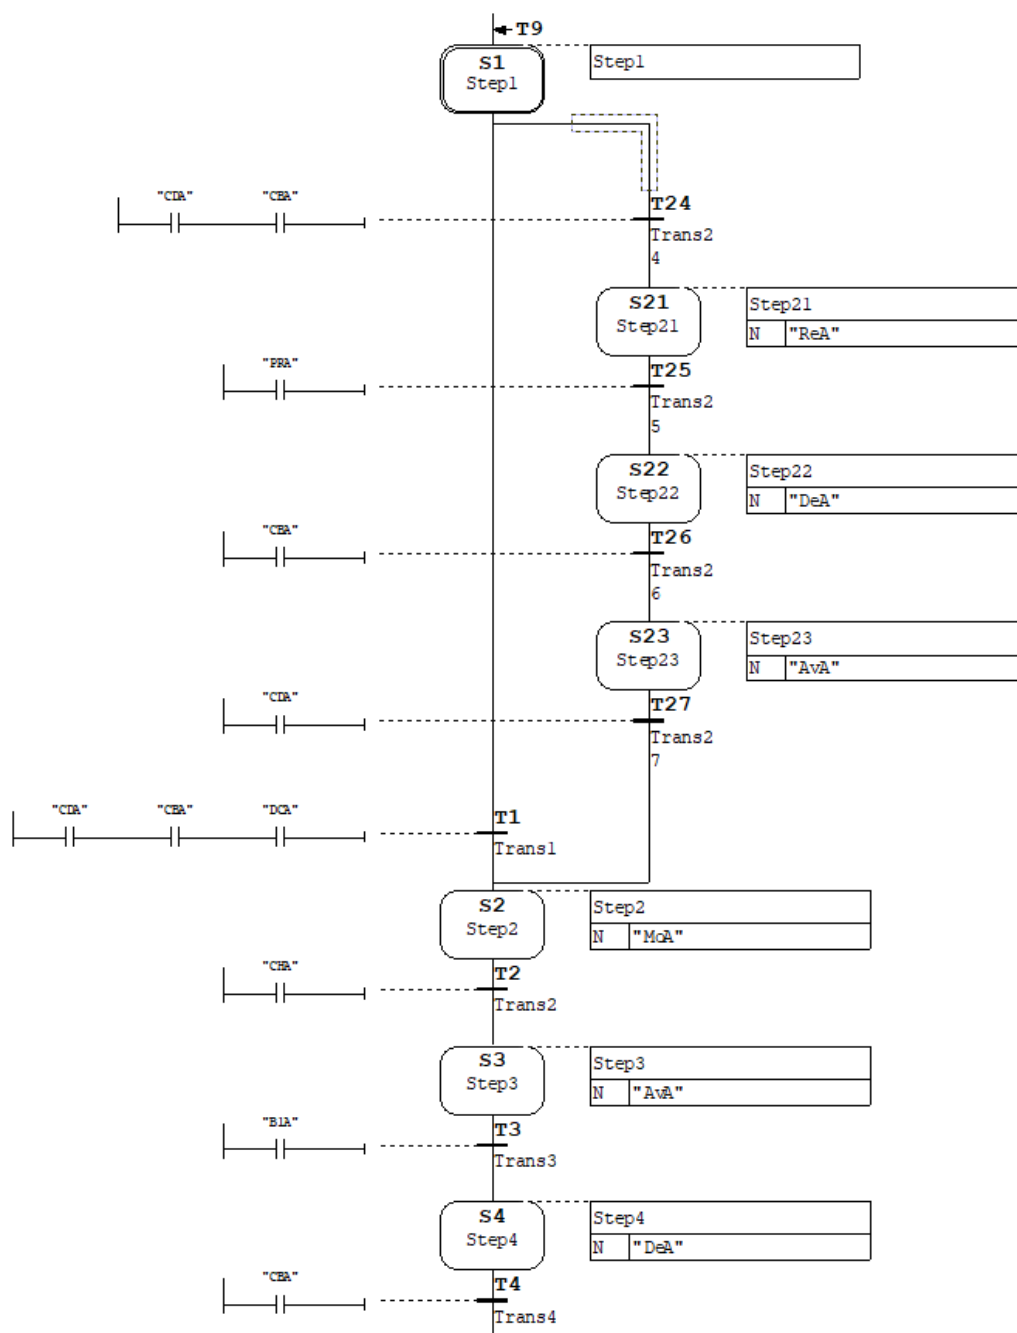 T9
S1
Step1
Step1
"CDA" "CBA"
T24
Trans2
4
S21
Step21
Step21
N "ReA"
"PRA"
T25
Trans2
5
S22
Step22
Step22
N "DeA"
"CBA"
T26
Trans2
6
S23
Step23
Step23
N "AvA"
"CDA"
T27
Trans2
7
"CDA" "CBA" "DCA"
T1
Trans1
S2
Step2
Step2
N "MoA"
"CHA"
T2
Trans2
S3
Step3
Step3
N "AvA"
"B1A"
T3
Trans3
S4
Step4
Step4
N "DeA"
"CBA"
T4
Trans4